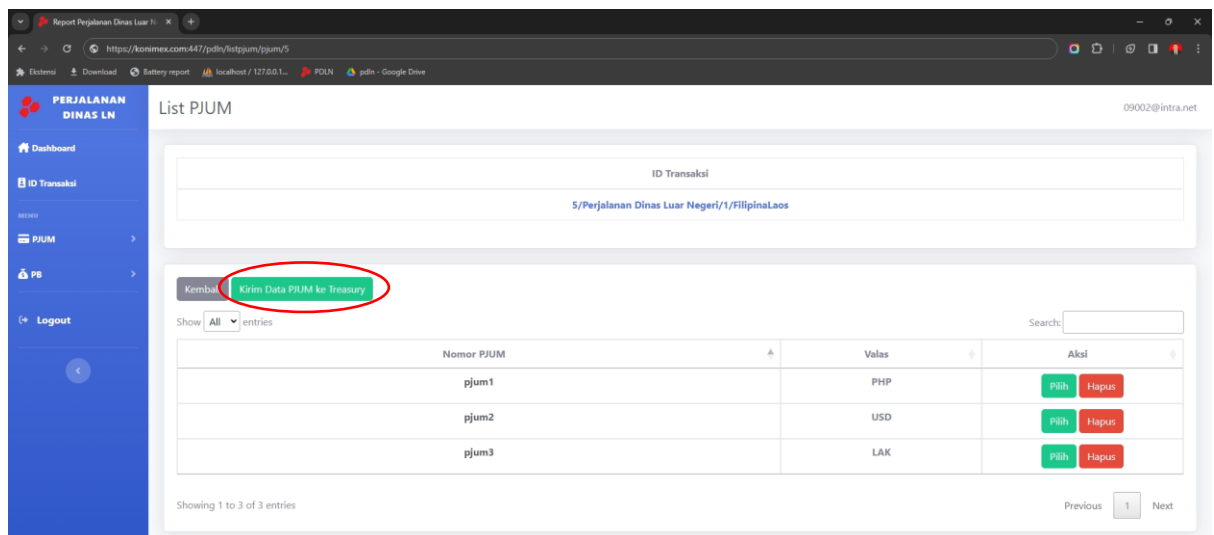 Report Perjalanan Dinas Luar N
https://konimex.com:447/pdln/listpjum/pjum/5
Ekstensi Download Battery report localhost / 127.0.0.1... PDLN pdln - Google Drive
PERJALANAN DINAS LN
List PJUM
09002@intra.net
Dashboard
ID Transaksi
MENU
PJUM
PB
Logout
ID Transaksi
5/Perjalanan Dinas Luar Negeri/1/FilipinaLaos
Kembali Kirim Data PJUM ke Treasury
Show All entries
Search:
Nomor PJUM Valas Aksi
pjum1 PHP Pilih Hapus
pjum2 USD Pilih Hapus
pjum3 LAK Pilih Hapus
Showing 1 to 3 of 3 entries
Previous 1 Next